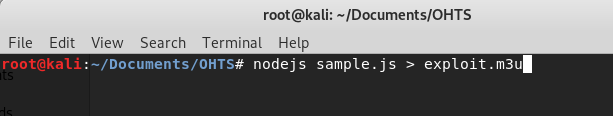 root@kali: ~/Documents/OHTS
File Edit View Search Terminal Help
root@kali:~/Documents/OHTS# nodejs sample.js > exploit.m3u